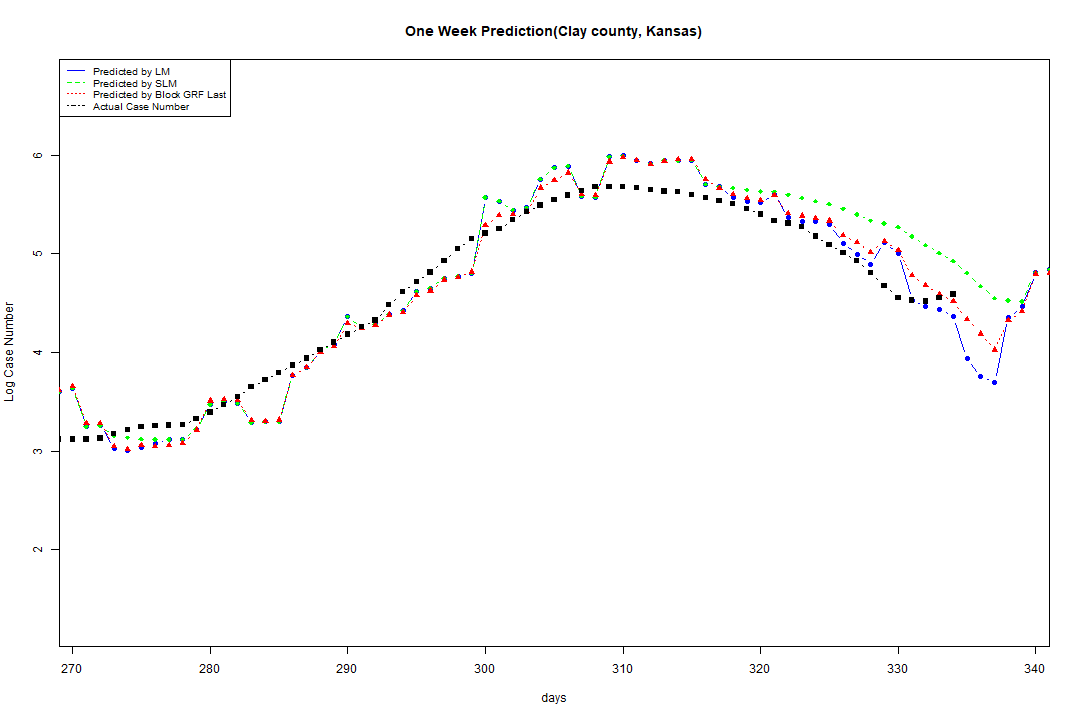 One Week Prediction(Clay county, Kansas)
Predicted by LM
Predicted by SLM
Predicted by Block GRF Last
Actual Case Number
6
5
4
3
2
Log Case Number
270 280 290 300 310 320 330 340
days